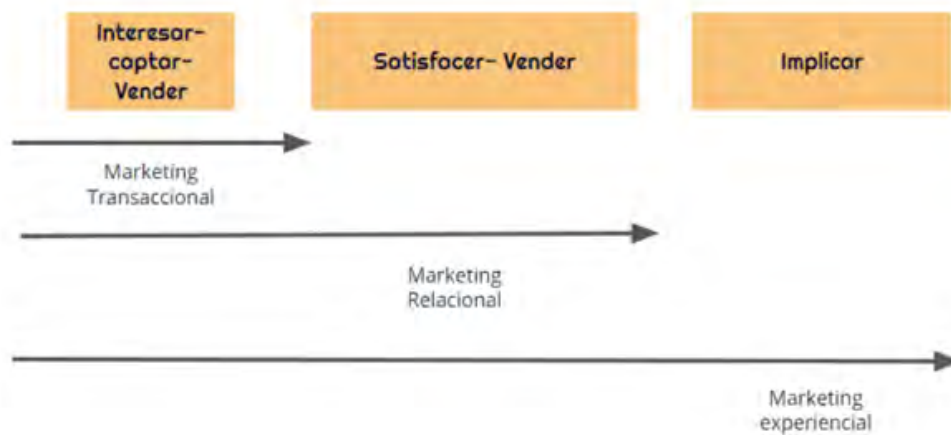 Interesar-
captar-
Vender
Satisfacer- Vender
Implicar
Marketing
Transaccional
Marketing
Relacional
Marketing
experiencial